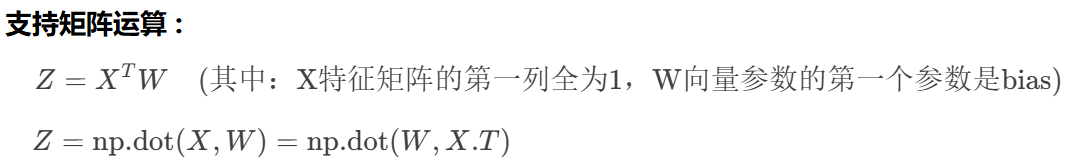 支持矩阵运算：
Z = X^T W （其中：X特征矩阵的第一列全为1，W向量参数的第一个参数是bias)
Z = np.dot(X, W) = np.dot(W, X.T)